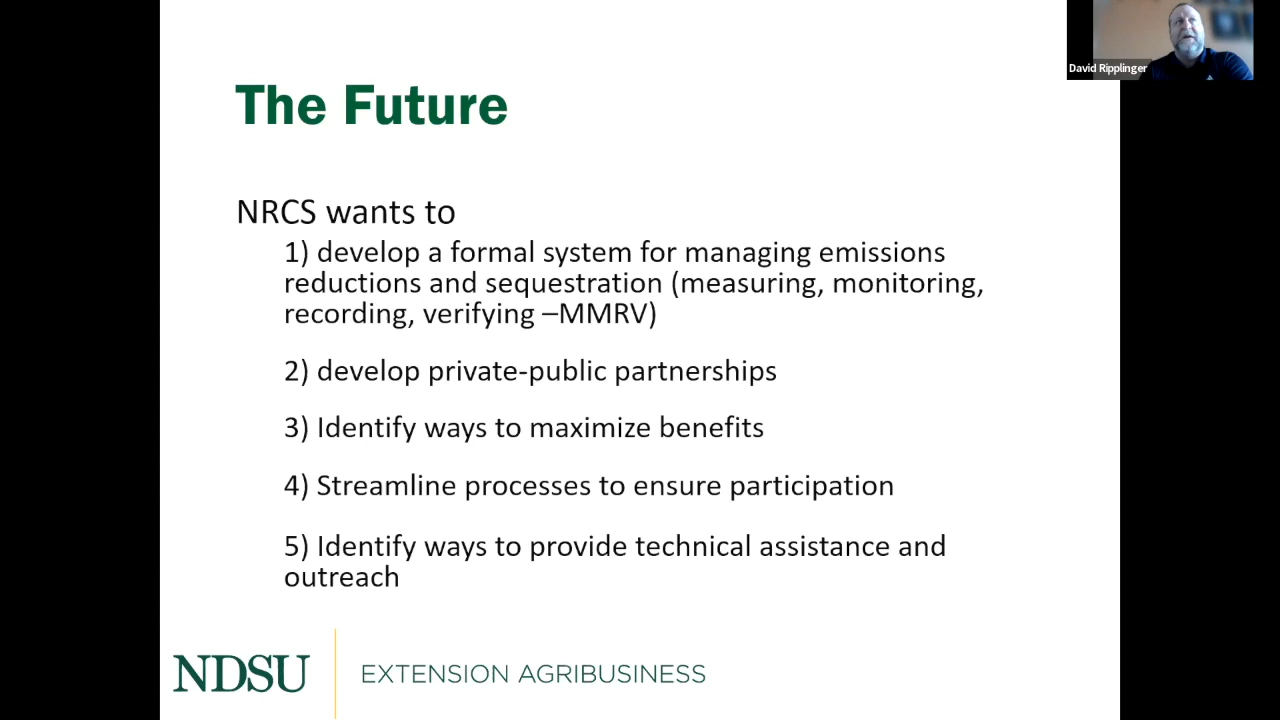 David Ripplinger
The Future
NRCS wants to
1) develop a formal system for managing emissions
reductions and sequestration (measuring, monitoring,
recording, verifying –MMRV)
2) develop private-public partnerships
3) Identify ways to maximize benefits
4) Streamline processes to ensure participation
5) Identify ways to provide technical assistance and
outreach
NDSU
EXTENSION AGRIBUSINESS